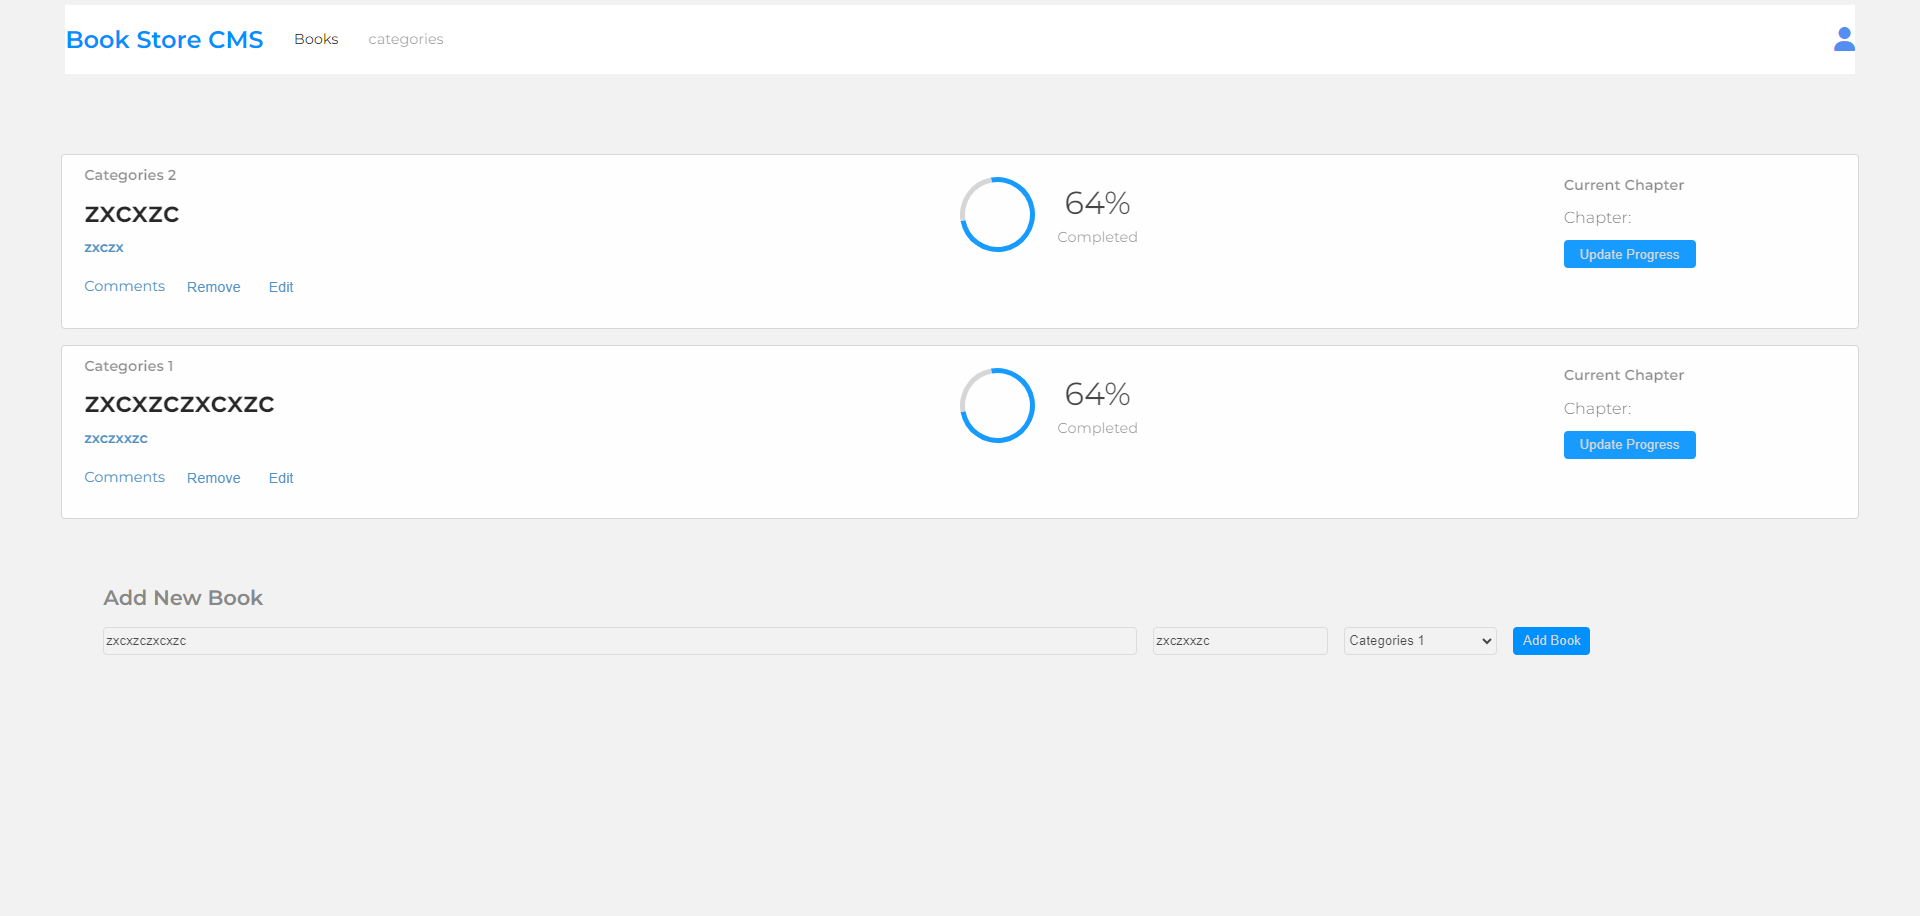 Book Store CMS Books categories
Categories 2
zxcxzc
zxczx
Comments Remove Edit
64%
Completed
Current Chapter
Chapter:
Update Progress
Categories 1
zxcxzczxcxzc
zxczxxzc
Comments Remove Edit
64%
Completed
Current Chapter
Chapter:
Update Progress
Add New Book
zxcxzczxcxzc zxczxxzc Categories 1 Add Book